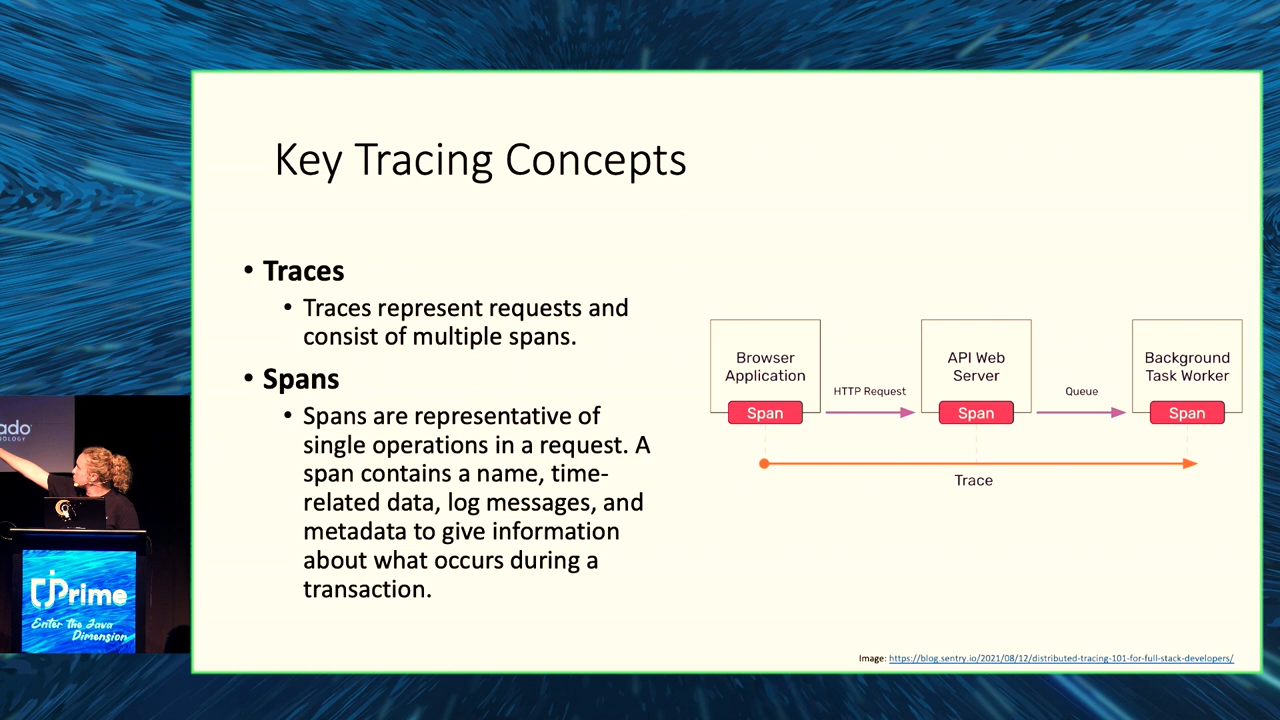 Key Tracing Concepts
• Traces
• Traces represent requests and
consist of multiple spans.
• Spans
• Spans are representative of
single operations in a request. A
span contains a name, time-
related data, log messages, and
metadata to give information
about what occurs during a
transaction.
Browser
Application
Span
HTTP Request
API Web
Server
Span
Queue
Background
Task Worker
Span
Trace
Image: https://blog.sentry.io/2021/08/12/distributed-tracing-101-for-full-stack-developers/
ado
NOLOGY
jPrime
Enter the Java
Dimension